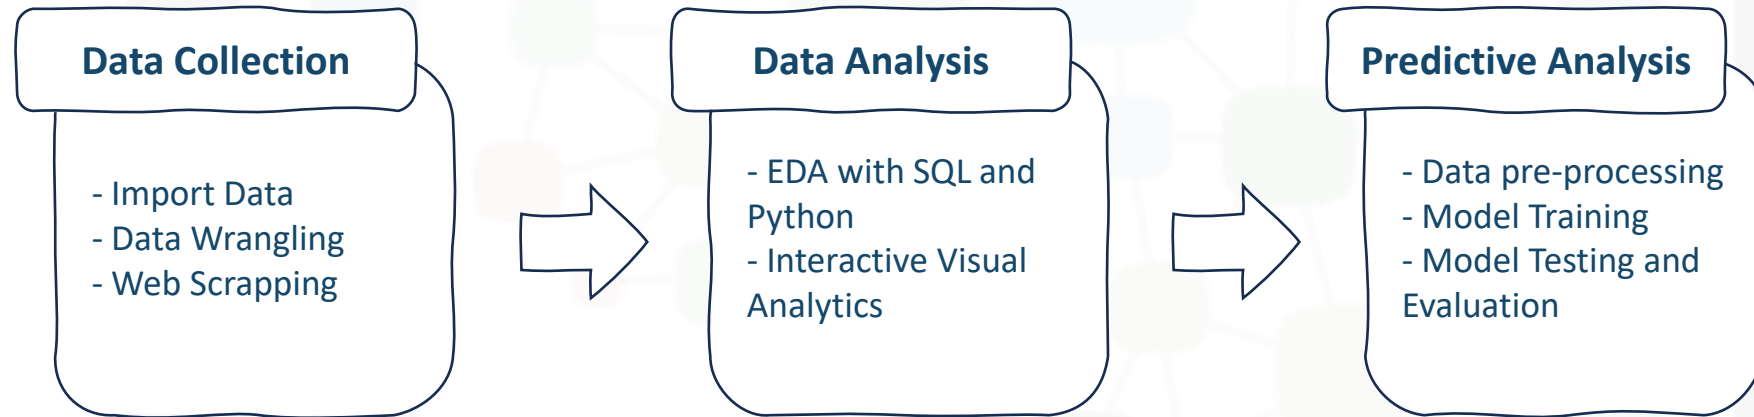 Data Collection
- Import Data
- Data Wrangling
- Web Scrapping
Data Analysis
- EDA with SQL and
Python
- Interactive Visual
Analytics
Predictive Analysis
- Data pre-processing
- Model Training
- Model Testing and
Evaluation